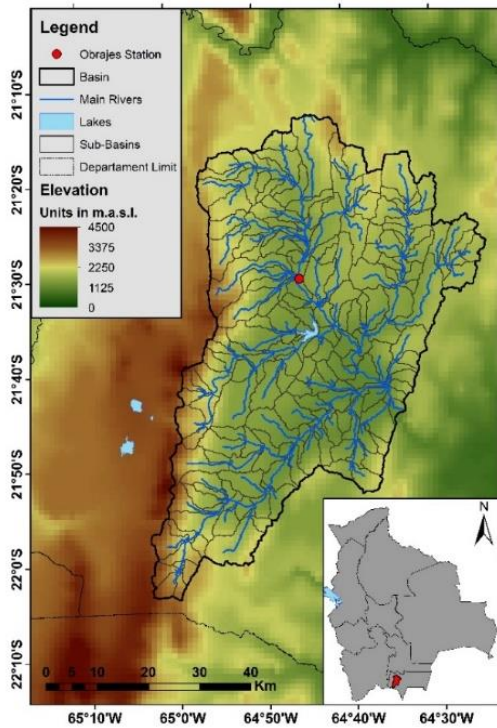 Legend
Obrajes Station
Basin
Main Rivers
Lakes
Sub-Basins
Departament Limit
Elevation
Units in m.a.s.l.
4500
3375
2250
1125
0
21°10'S
21°20'S
21°30'S
21°40'S
21°50'S
22°0'S
22°10'S
N
0 10 20 30 40
Km
65°10'W 65°0'W 64°50'W 64°40'W 64°30'W